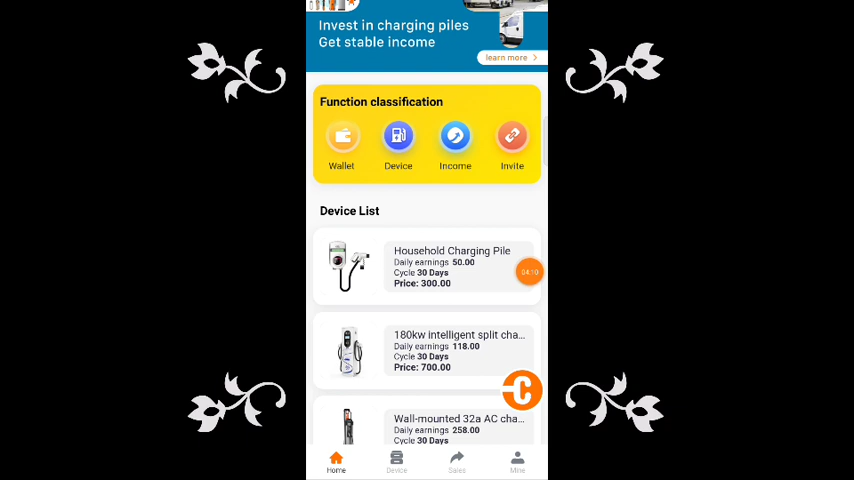 Invest in charging piles
Get stable income
learn more >
Function classification
Wallet
Device
Income
Invite
Device List
Household Charging Pile
Daily earnings 50.00
Cycle 30 Days
Price: 300.00
04:10
180kw intelligent split cha...
Daily earnings 118.00
Cycle 30 Days
Price: 700.00
C
Wall-mounted 32a AC cha...
Daily earnings 258.00
Cycle 30 Days
Home
Device
Sales
Mine